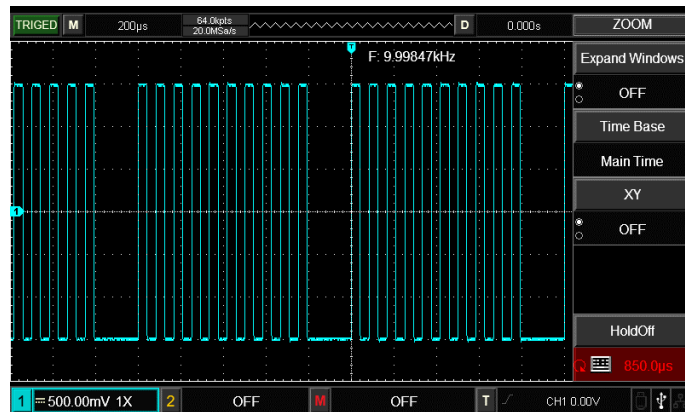 TRIGED M 200μs 64.0kpts D 0.000s ZOOM
20.0MSa/s
F: 9.99847kHz
Expand Windows
OFF
Time Base
Main Time
1
XY
OFF
HoldOff
850.0μs
1 500.00mV 1X 2 OFF M OFF T CH1 0.00V